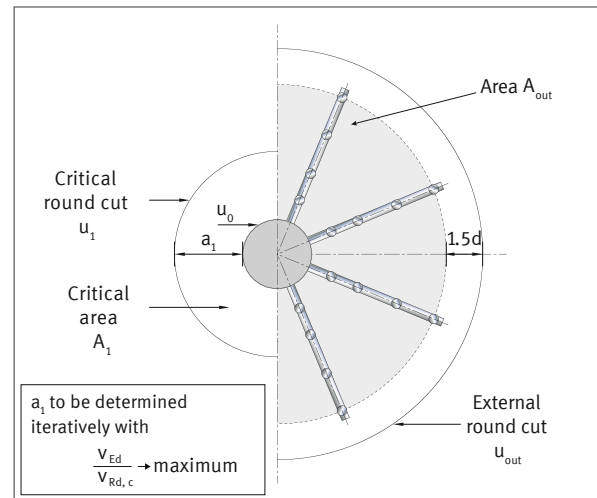 Area A_out
Critical
round cut
u_1
u_0
a_1
1.5d
Critical
area
A_1
a_1 to be determined
iteratively with
v_Ed
v_Rd, c
→ maximum
External
round cut
u_out